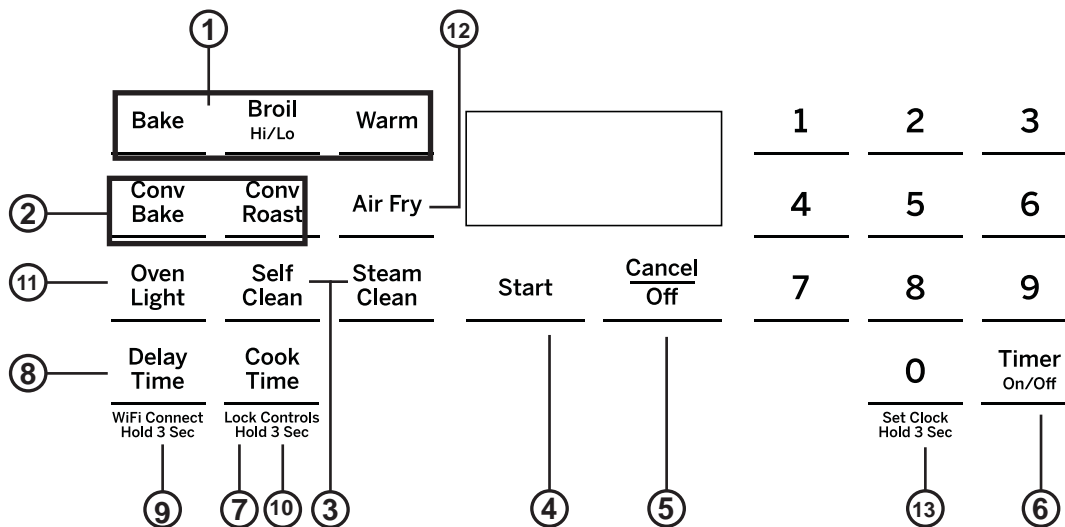 1
12
Bake
Broil
Hi/Lo
Warm
1
2
3
2
Conv
Bake
Conv
Roast
Air Fry
4
5
6
11
Oven
Light
Self
Clean
Steam
Clean
Start
Cancel
Off
7
8
9
8
Delay
Time
Cook
Time
0
Timer
On/Off
WiFi Connect
Hold 3 Sec
Lock Controls
Hold 3 Sec
Set Clock
Hold 3 Sec
9
7
10
3
4
5
13
6